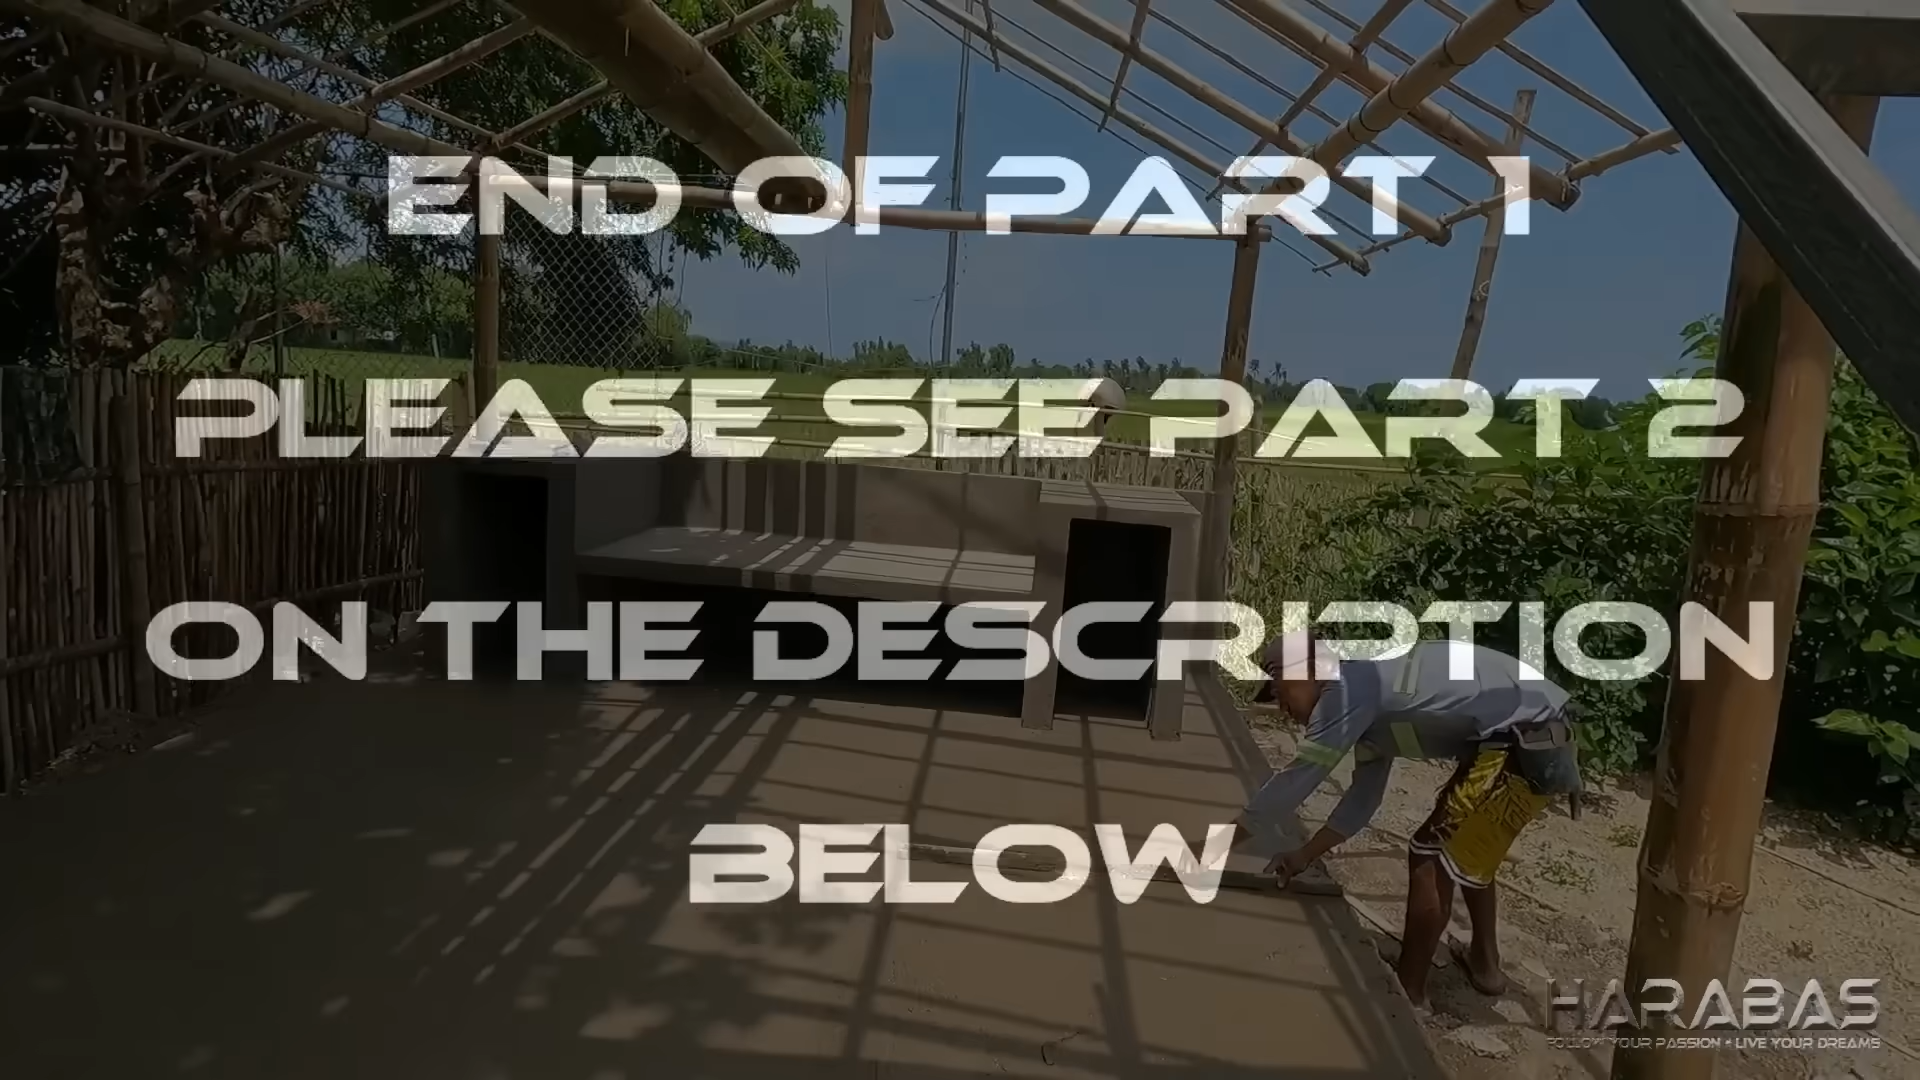 END OF PART 1
PLEASE SEE PART 2
ON THE DESCRIPTION
BELOW
HARABAS
FOLLOW YOUR PASSION • LIVE YOUR DREAMS